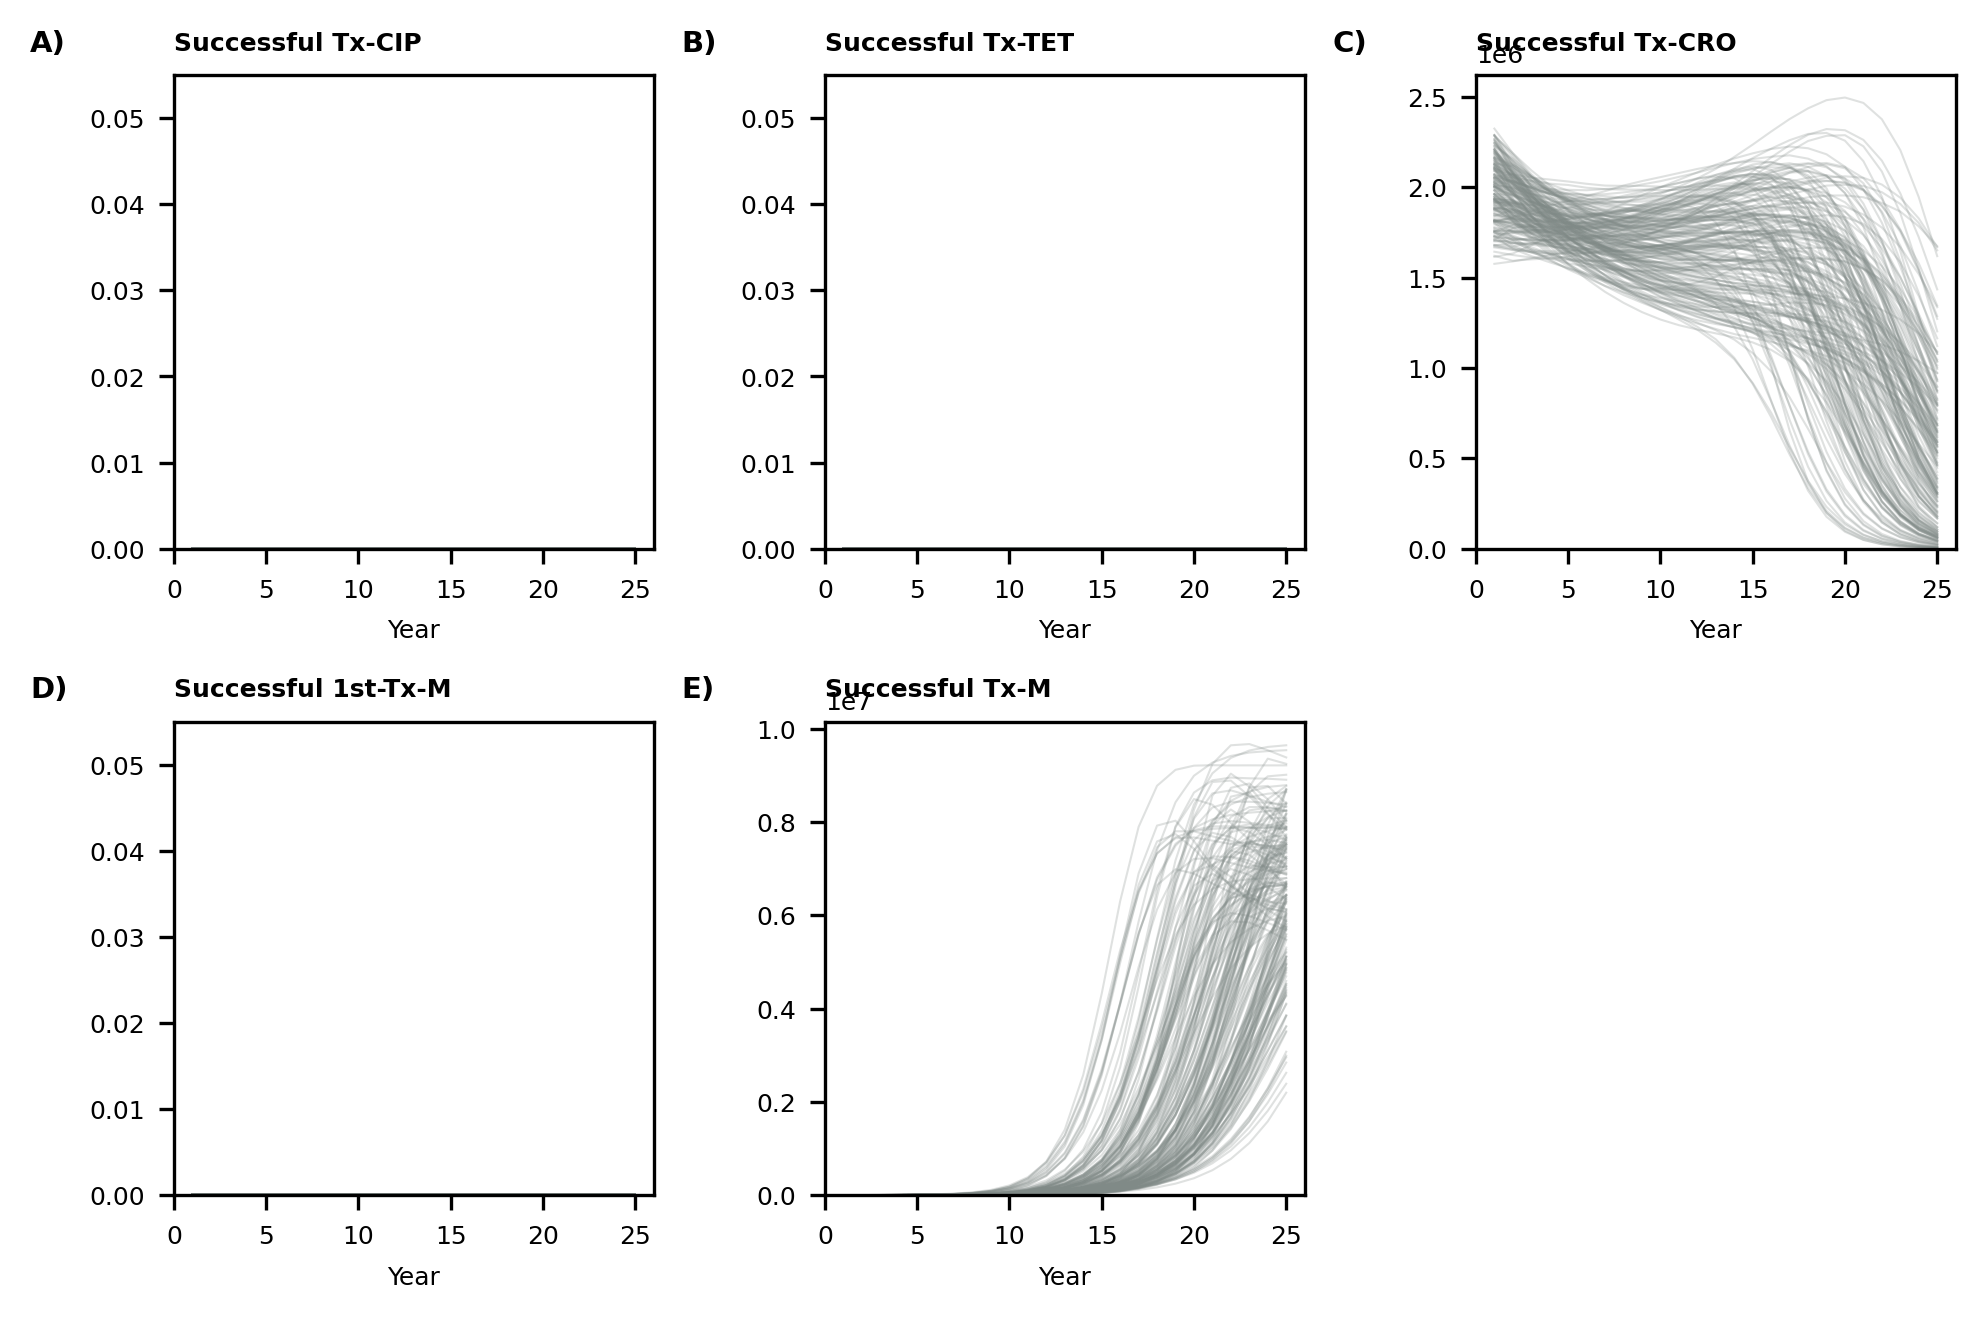 A) Successful Tx-CIP
0.05
0.04
0.03
0.02
0.01
0.00
0 5 10 15 20 25
Year
B) Successful Tx-TET
0.05
0.04
0.03
0.02
0.01
0.00
0 5 10 15 20 25
Year
C) Successful Tx-CRO
1e6
2.5
2.0
1.5
1.0
0.5
0.0
0 5 10 15 20 25
Year
D) Successful 1st-Tx-M
0.05
0.04
0.03
0.02
0.01
0.00
0 5 10 15 20 25
Year
E) Successful Tx-M
1e7
1.0
0.8
0.6
0.4
0.2
0.0
0 5 10 15 20 25
Year